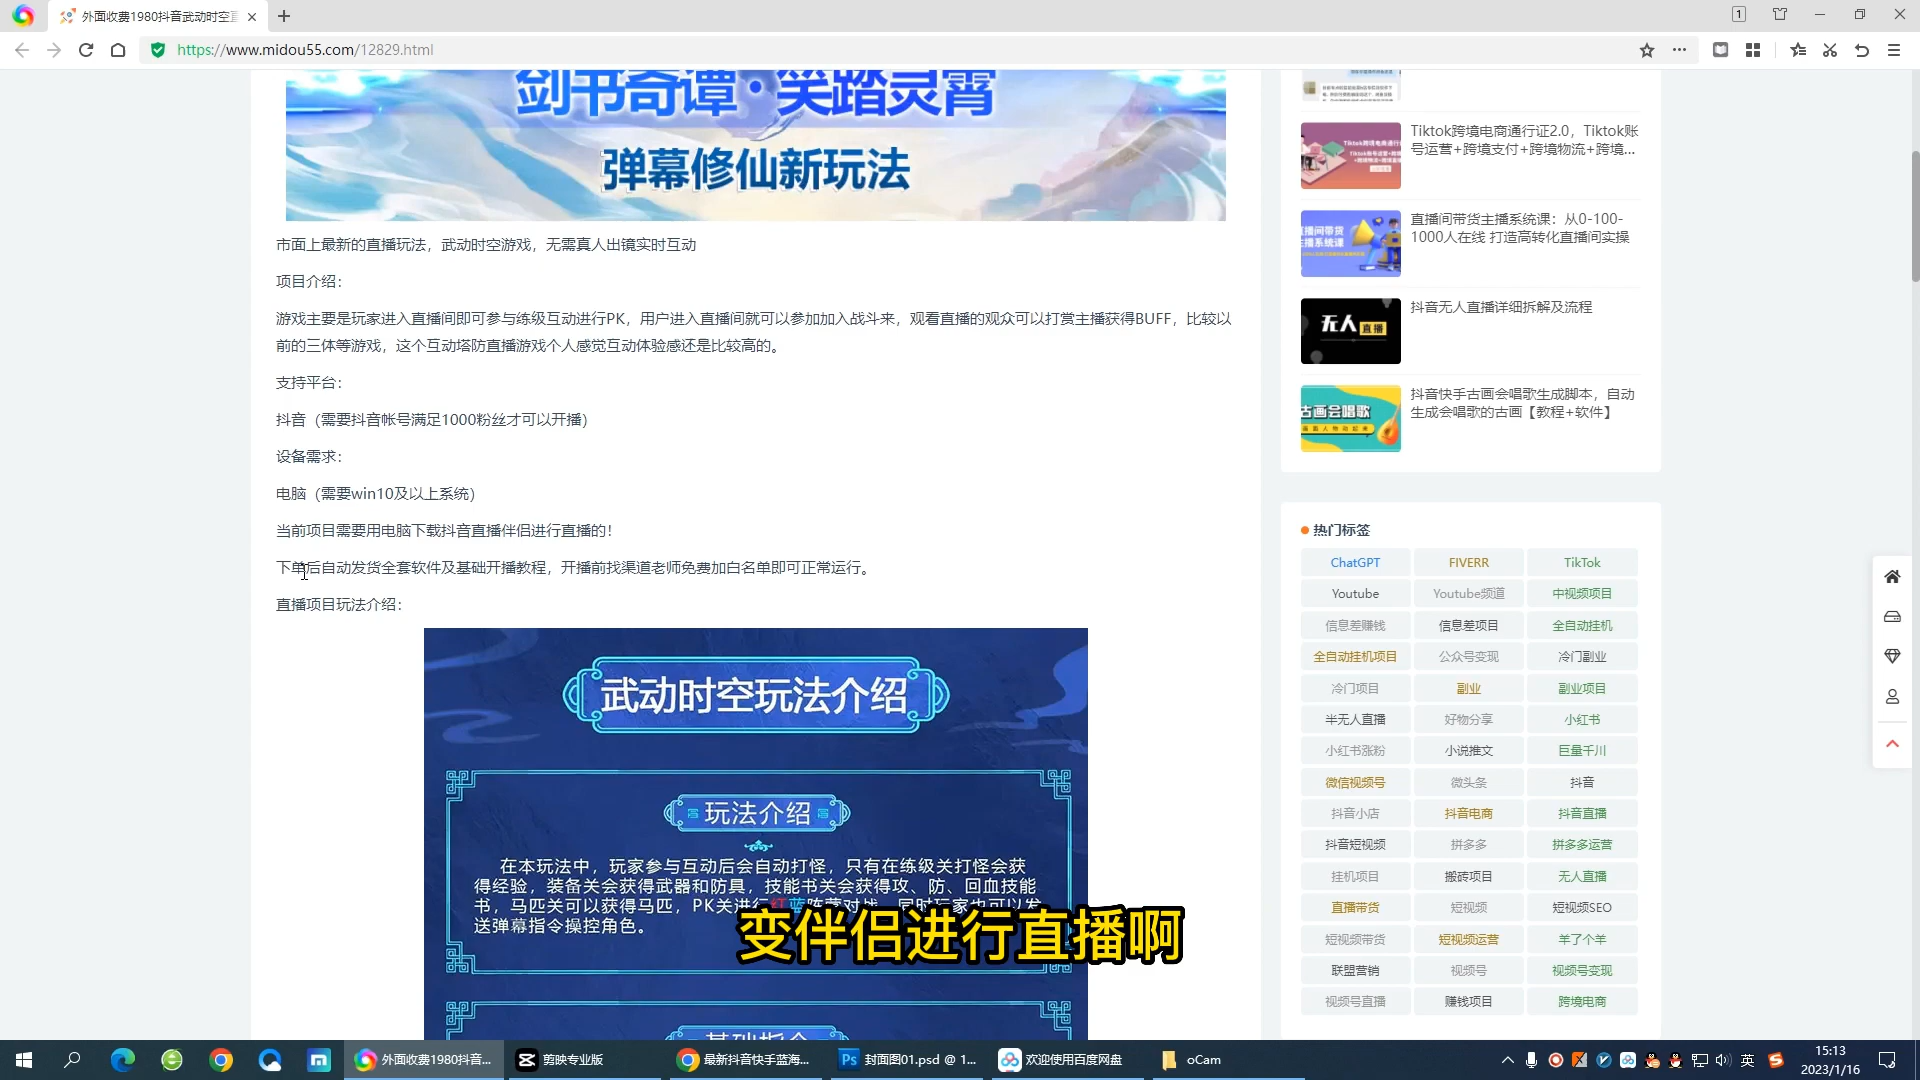 外面收费1980抖音武动时空直
https://www.midou55.com/12829.html
剑书奇谭·笑踏灵霄
弹幕修仙新玩法
市面上最新的直播玩法，武动时空游戏，无需真人出镜实时互动
项目介绍：
游戏主要是玩家进入直播间即可参与练级互动进行PK，用户进入直播间就可以参加加入战斗来，观看直播的观众可以打赏主播获得BUFF，比较以
前的三体等游戏，这个互动塔防直播游戏个人感觉互动体验感还是比较高的。
支持平台：
抖音（需要抖音帐号满足1000粉丝才可以开播）
设备需求：
电脑（需要win10及以上系统）
当前项目需要用电脑下载抖音直播伴侣进行直播的！
下单后自动发货全套软件及基础开播教程，开播前找渠道老师免费加白名单即可正常运行。
直播项目玩法介绍：
武动时空玩法介绍
玩法介绍
在本玩法中，玩家参与互动后会自动打怪，只有在练级关打怪会获
得经验，装备关会获得武器和防具，技能书关会获得攻、防、回血技能
书，马匹关可以获得马匹，PK关进行红蓝阵营对战，同时玩家也可以发
送弹幕指令操控角色。
变伴侣进行直播啊
基础指令
Tiktok跨境电商通行证2.0，Tiktok账
号运营+跨境支付+跨境物流+跨境...
直播间带货主播系统课：从0-100-
1000人在线 打造高转化直播间实操
无人直播
抖音无人直播详细拆解及流程
古画会唱歌
抖音快手古画会唱歌生成脚本，自动
生成会唱歌的古画【教程+软件】
热门标签
ChatGPT FIVERR TikTok
Youtube Youtube频道 中视频项目
信息差赚钱 信息差项目 全自动挂机
全自动挂机项目 公众号变现 冷门副业
冷门项目 副业 副业项目
半无人直播 好物分享 小红书
小红书涨粉 小说推文 巨量千川
微信视频号 微头条 抖音
抖音小店 抖音电商 抖音直播
抖音短视频 拼多多 拼多多运营
挂机项目 搬砖项目 无人直播
直播带货 短视频 短视频SEO
短视频带货 短视频运营 羊了个羊
联盟营销 视频号 视频号变现
视频号直播 赚钱项目 跨境电商
外面收费1980抖音... 剪映专业版 最新抖音快手蓝海... 封面图01.psd @ 1... 欢迎使用百度网盘 oCam
英
15:13
2023/1/16